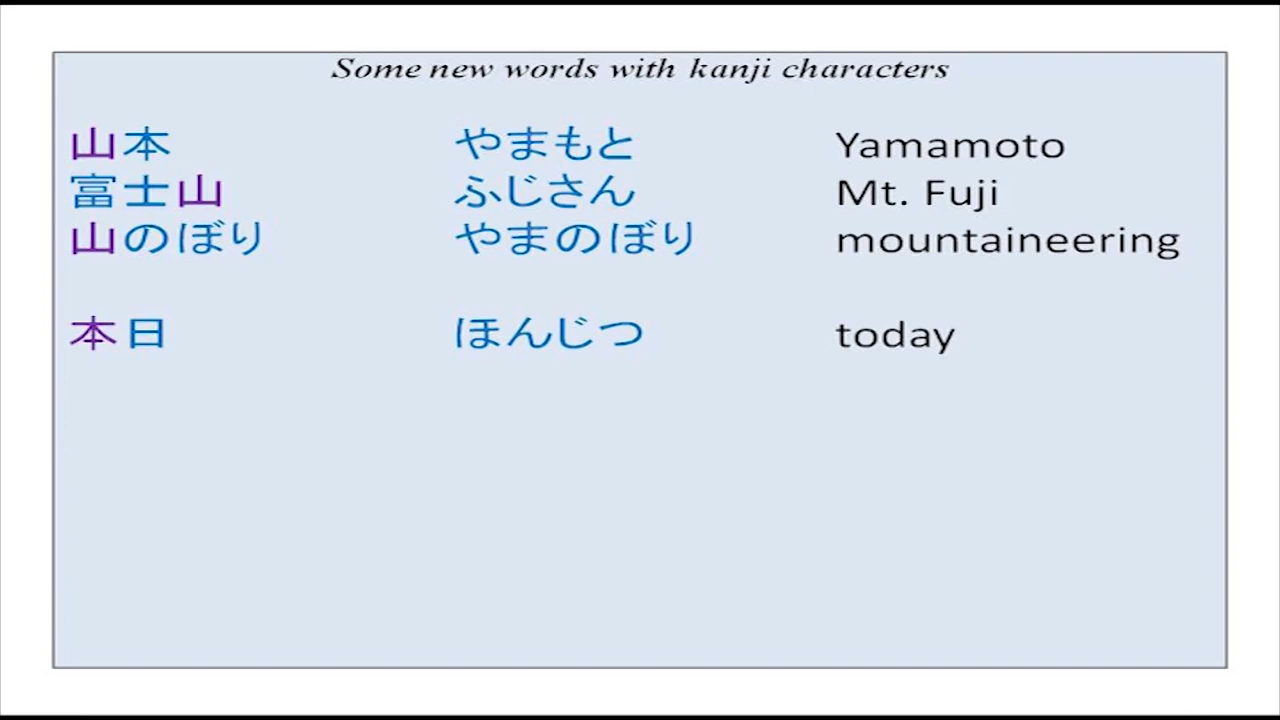 Some new words with kanji characters
山本 やまもと Yamamoto
富士山 ふじさん Mt. Fuji
山のぼり やまのぼり mountaineering
本日 ほんじつ today